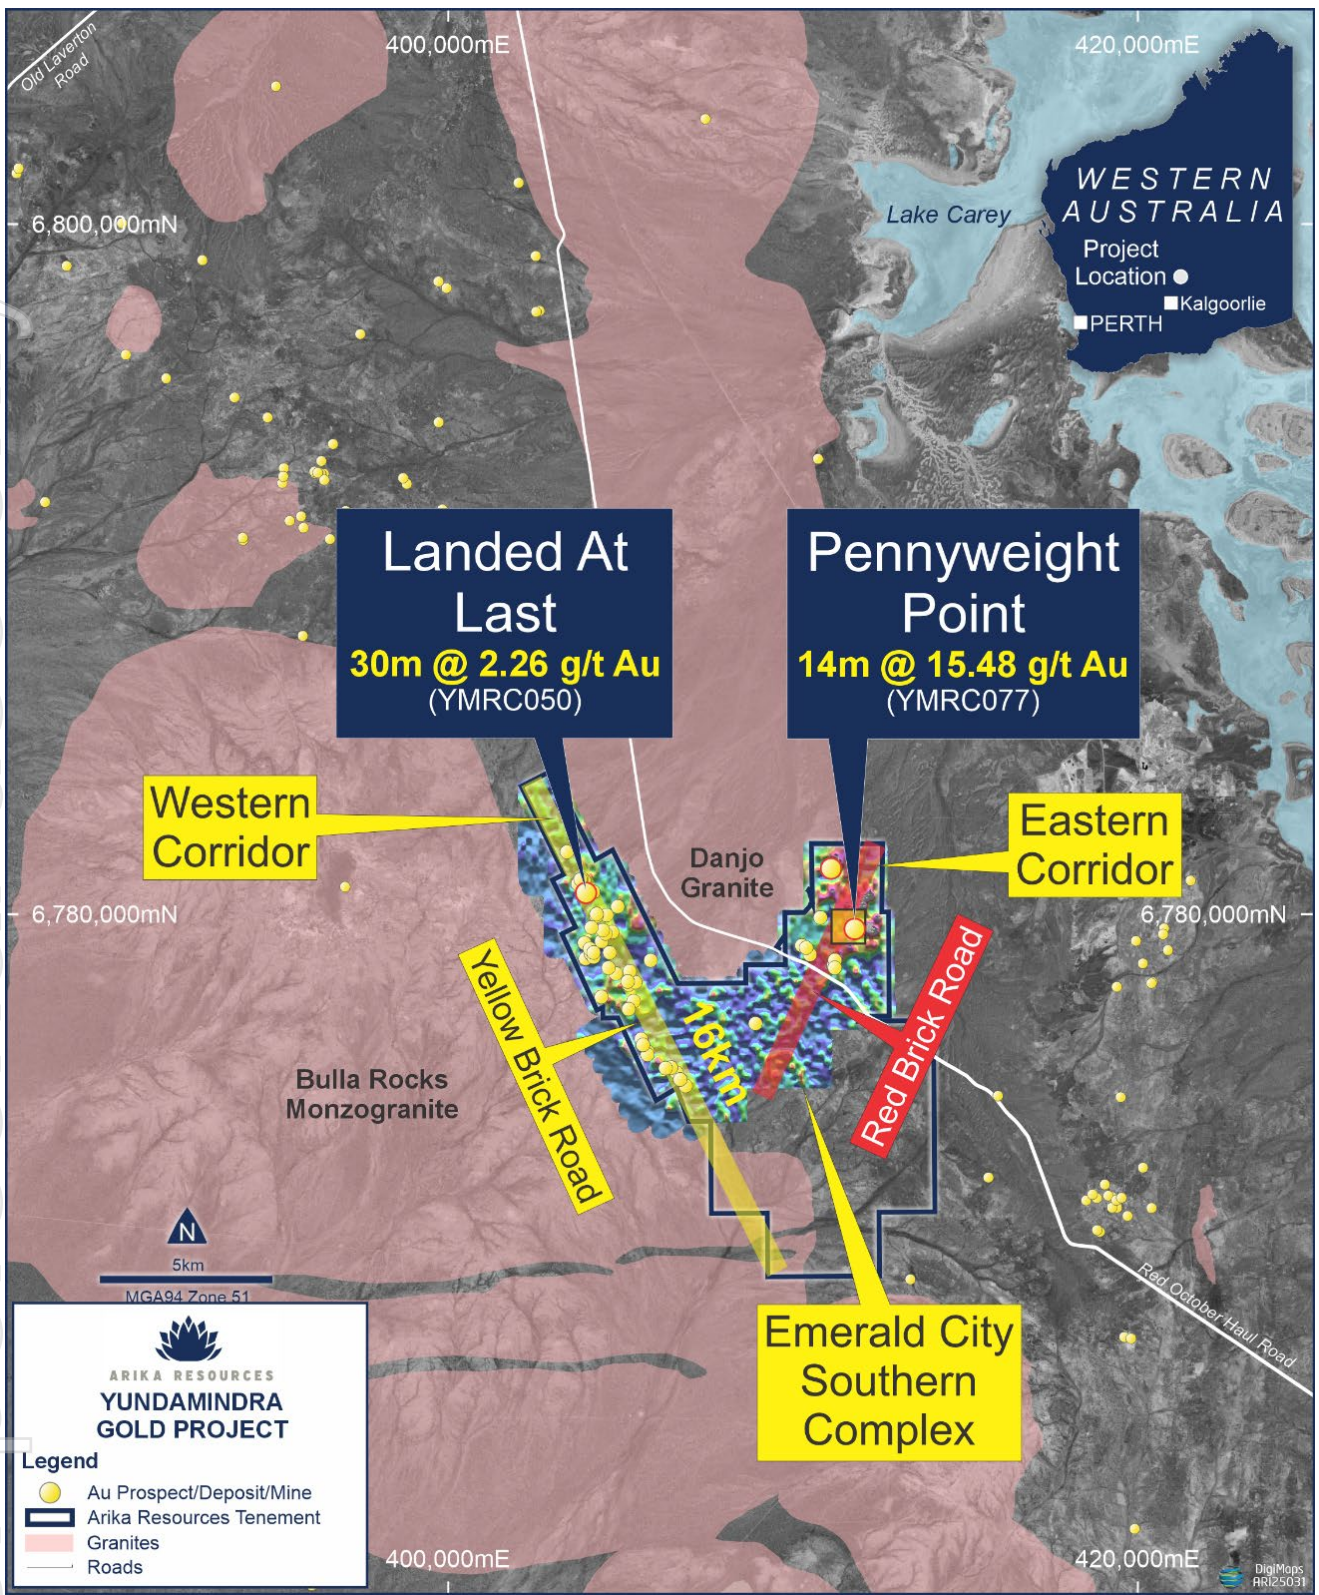 400,000mE
420,000mE
Old Laverton
Road
WESTERN
AUSTRALIA
Project
Location
Kalgoorlie
PERTH
Lake Carey
6,800,000mN
Landed At
Last
30m @ 2.26 g/t Au
(YMRC050)
Pennyweight
Point
14m @ 15.48 g/t Au
(YMRC077)
Western
Corridor
Eastern
Corridor
Danjo
Granite
6,780,000mN
6,780,000mN
Yellow Brick Road
16km
Red Brick Road
Bulla Rocks
Monzogranite
N
5km
MGA94 Zone 51
Red October Haul Road
Emerald City
Southern
Complex
ARIKA RESOURCES
YUNDAMINDRA
GOLD PROJECT
Legend
Au Prospect/Deposit/Mine
Arika Resources Tenement
Granites
Roads
400,000mE
420,000mE
DigiMaps
ARI25031